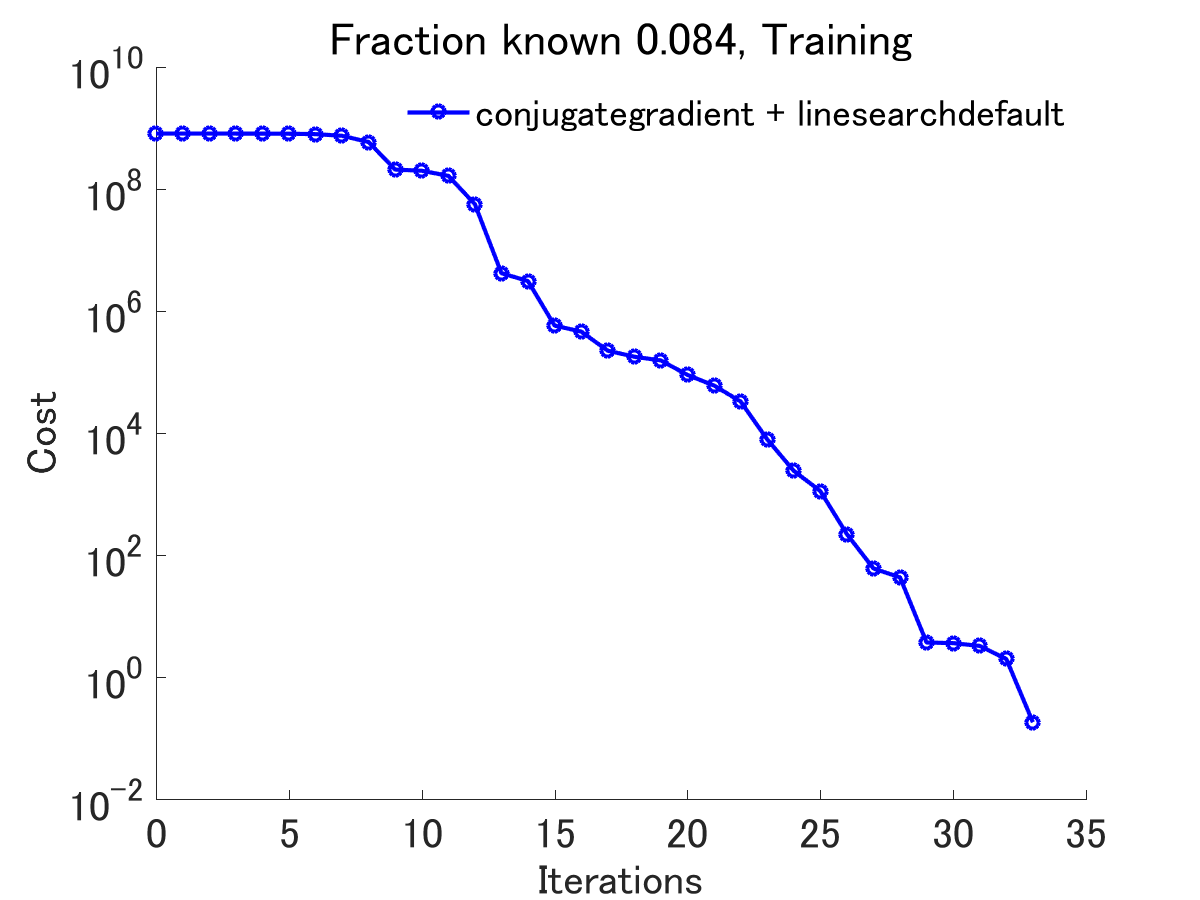 Fraction known 0.084, Training
conjugategradient + linesearchdefault
Cost
10^10
10^8
10^6
10^4
10^2
10^0
10^-2
0 5 10 15 20 25 30 35
Iterations